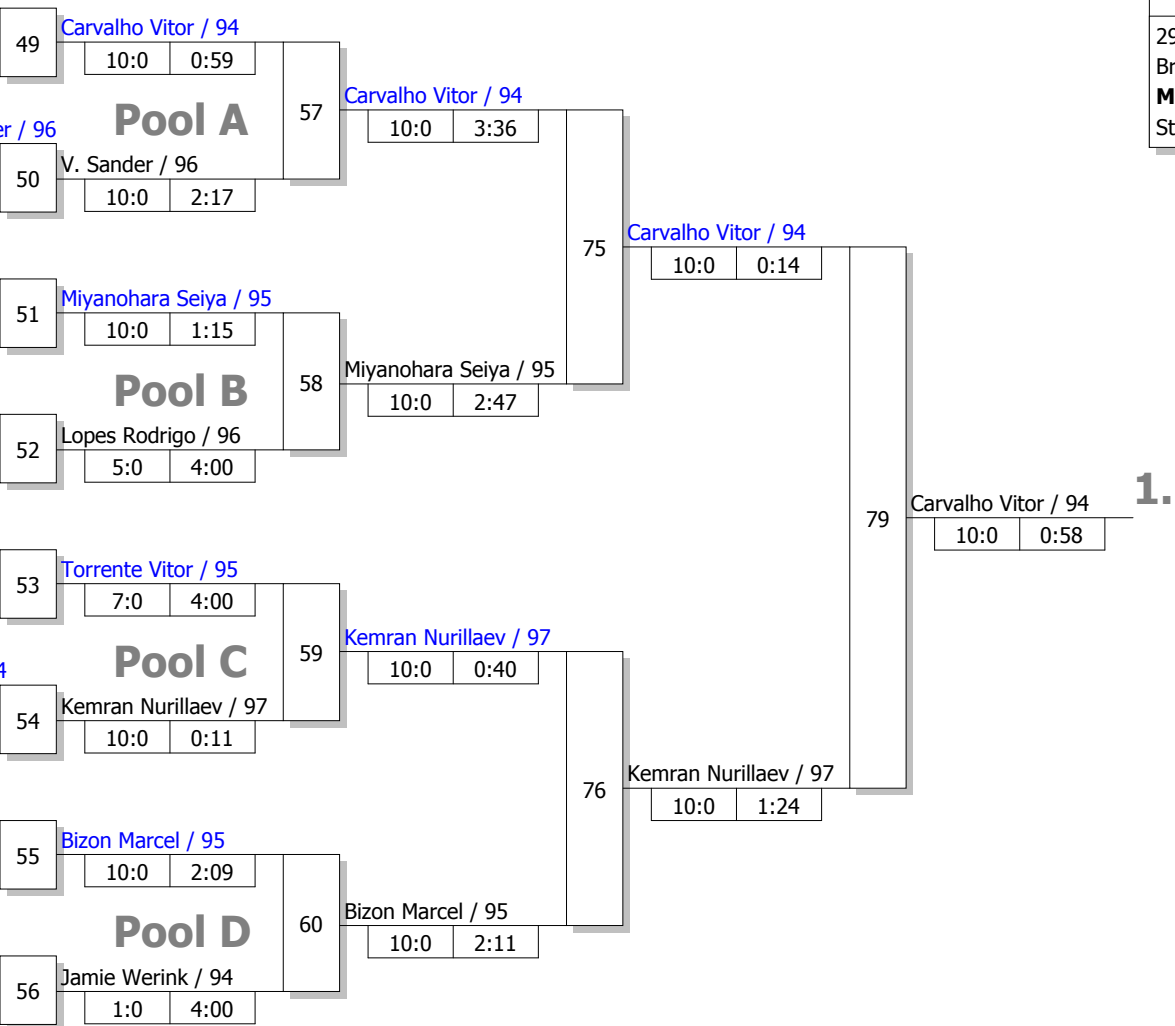 49
Carvalho Vitor / 94
10:0 0:59
Pool A
er / 96
50
V. Sander / 96
10:0 2:17
57
Carvalho Vitor / 94
10:0 3:36
51
Miyanohara Seiya / 95
10:0 1:15
Pool B
52
Lopes Rodrigo / 96
5:0 4:00
58
Miyanohara Seiya / 95
10:0 2:47
75
Carvalho Vitor / 94
10:0 0:14
53
Torrente Vitor / 95
7:0 4:00
Pool C
4
54
Kemran Nurillaev / 97
10:0 0:11
59
Kemran Nurillaev / 97
10:0 0:40
55
Bizon Marcel / 95
10:0 2:09
Pool D
56
Jamie Werink / 94
1:0 4:00
60
Bizon Marcel / 95
10:0 2:11
76
Kemran Nurillaev / 97
10:0 1:24
79
Carvalho Vitor / 94
10:0 0:58
1.
29
Br
M
St